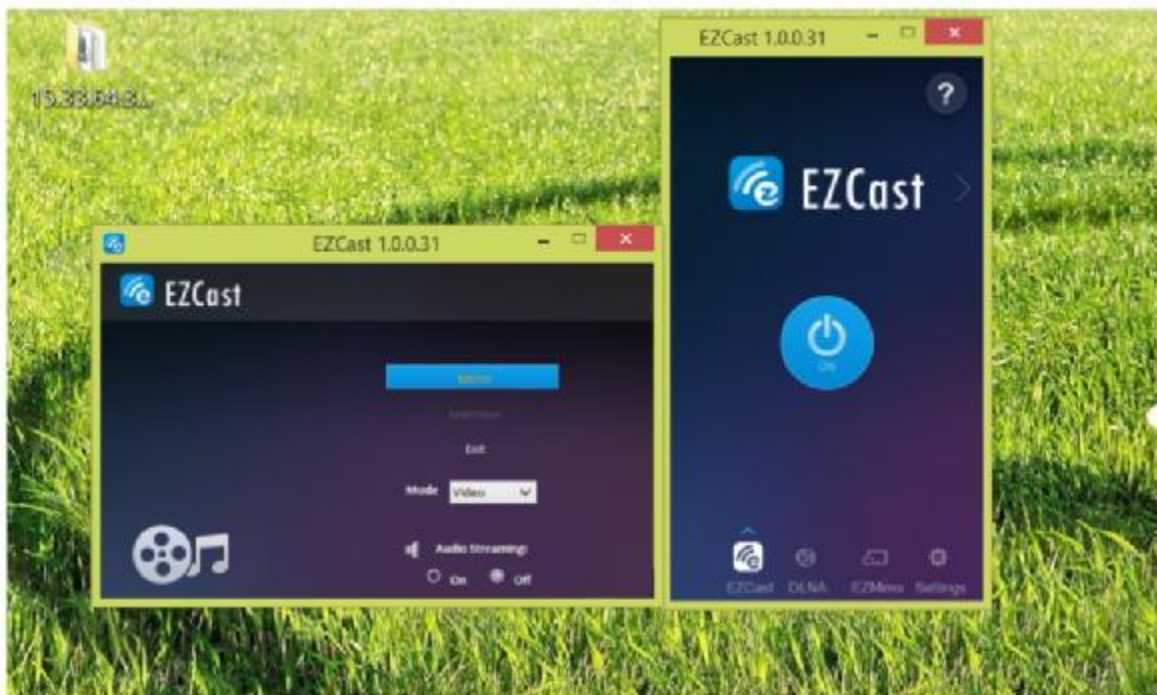 15.33.64.3...
EZCast 1.0.0.31
?
EZCast
On
EZCast DLNA EZMirror Settings
EZCast 1.0.0.31
EZCast
Exit
Mode Video
Audio Streaming:
On Off